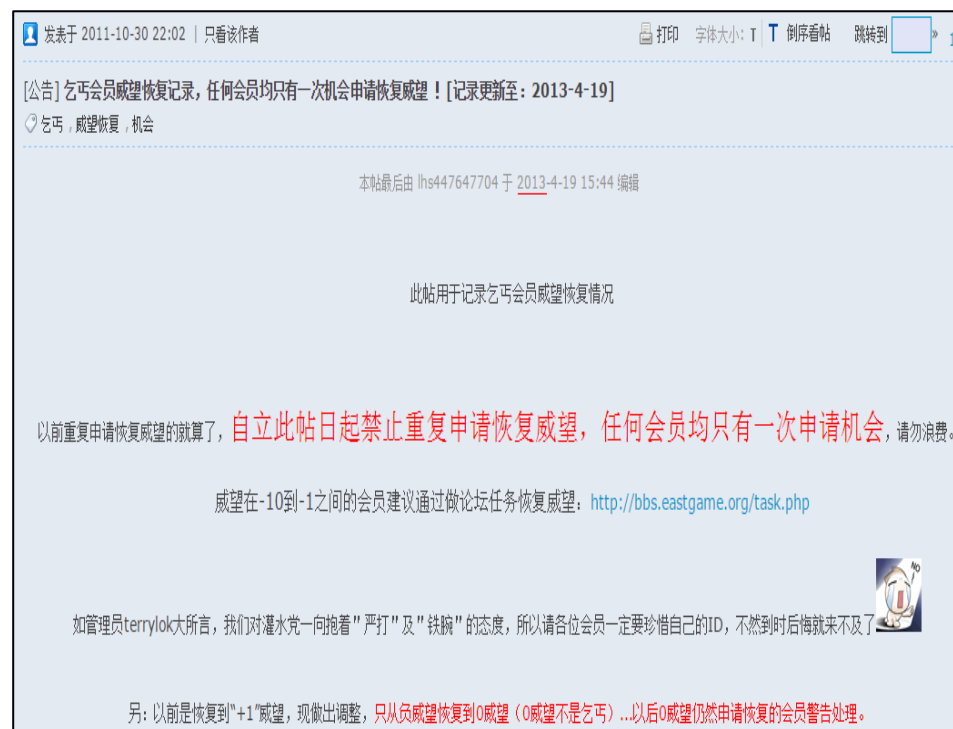 发表于 2011-10-30 22:02 | 只看该作者 打印 字体大小: T T 倒序看帖 跳转到 » 1
[公告] 乞丐会员威望恢复记录，任何会员均只有一次机会申请恢复威望！[记录更新至：2013-4-19]
乞丐 , 威望恢复 , 机会
本帖最后由 lhs447647704 于 2013-4-19 15:44 编辑
此帖用于记录乞丐会员威望恢复情况
以前重复申请恢复威望的就算了，自立此帖日起禁止重复申请恢复威望，任何会员均只有一次申请机会，请勿浪费。
威望在-10到-1之间的会员建议通过做论坛任务恢复威望：http://bbs.eastgame.org/task.php
NO
如管理员terrylok大所言，我们对灌水党一向抱着"严打"及"铁腕"的态度，所以请各位会员一定要珍惜自己的ID，不然到时后悔就来不及了
另：以前是恢复到"+1"威望，现做出调整，只从负威望恢复到0威望（0威望不是乞丐）...以后0威望仍然申请恢复的会员警告处理。